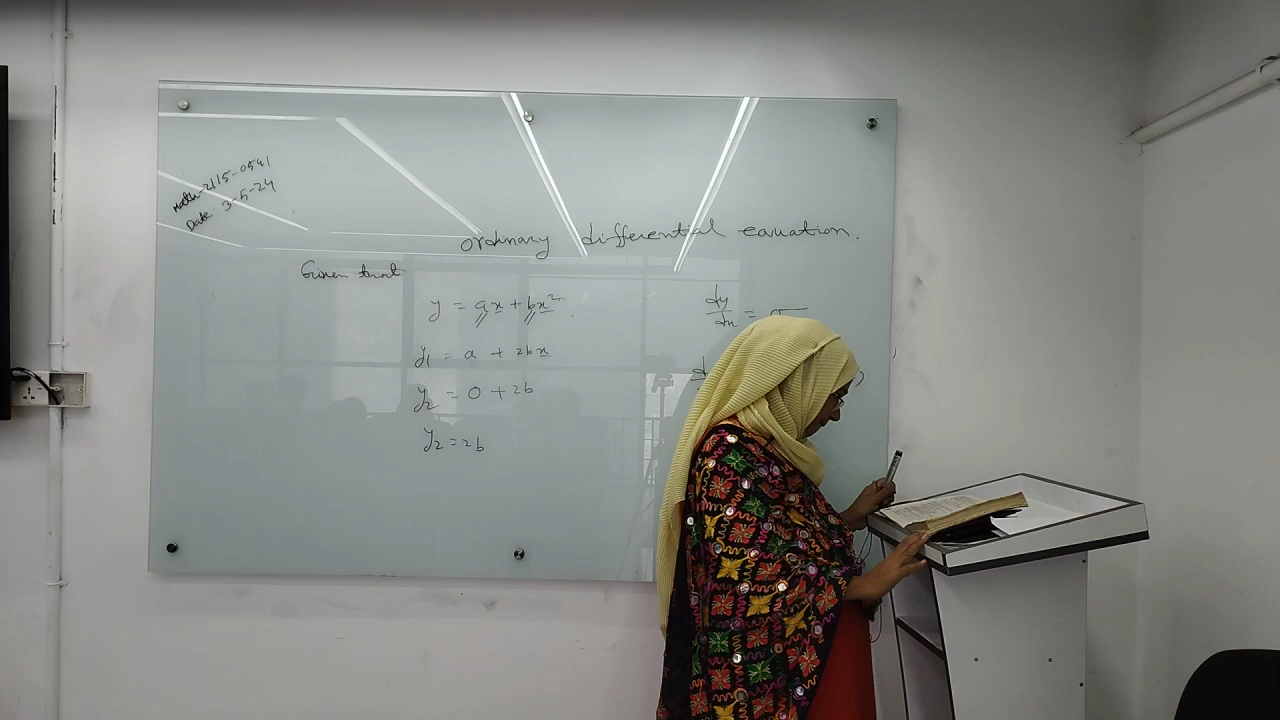 Math-2115-0541
Date: 3-5-24
Ordinary differential equation.
Given that
y = ax + bx²
y₁ = a + 2bx
y₂ = 0 + 2b
y₂ = 2b
dy/dx =